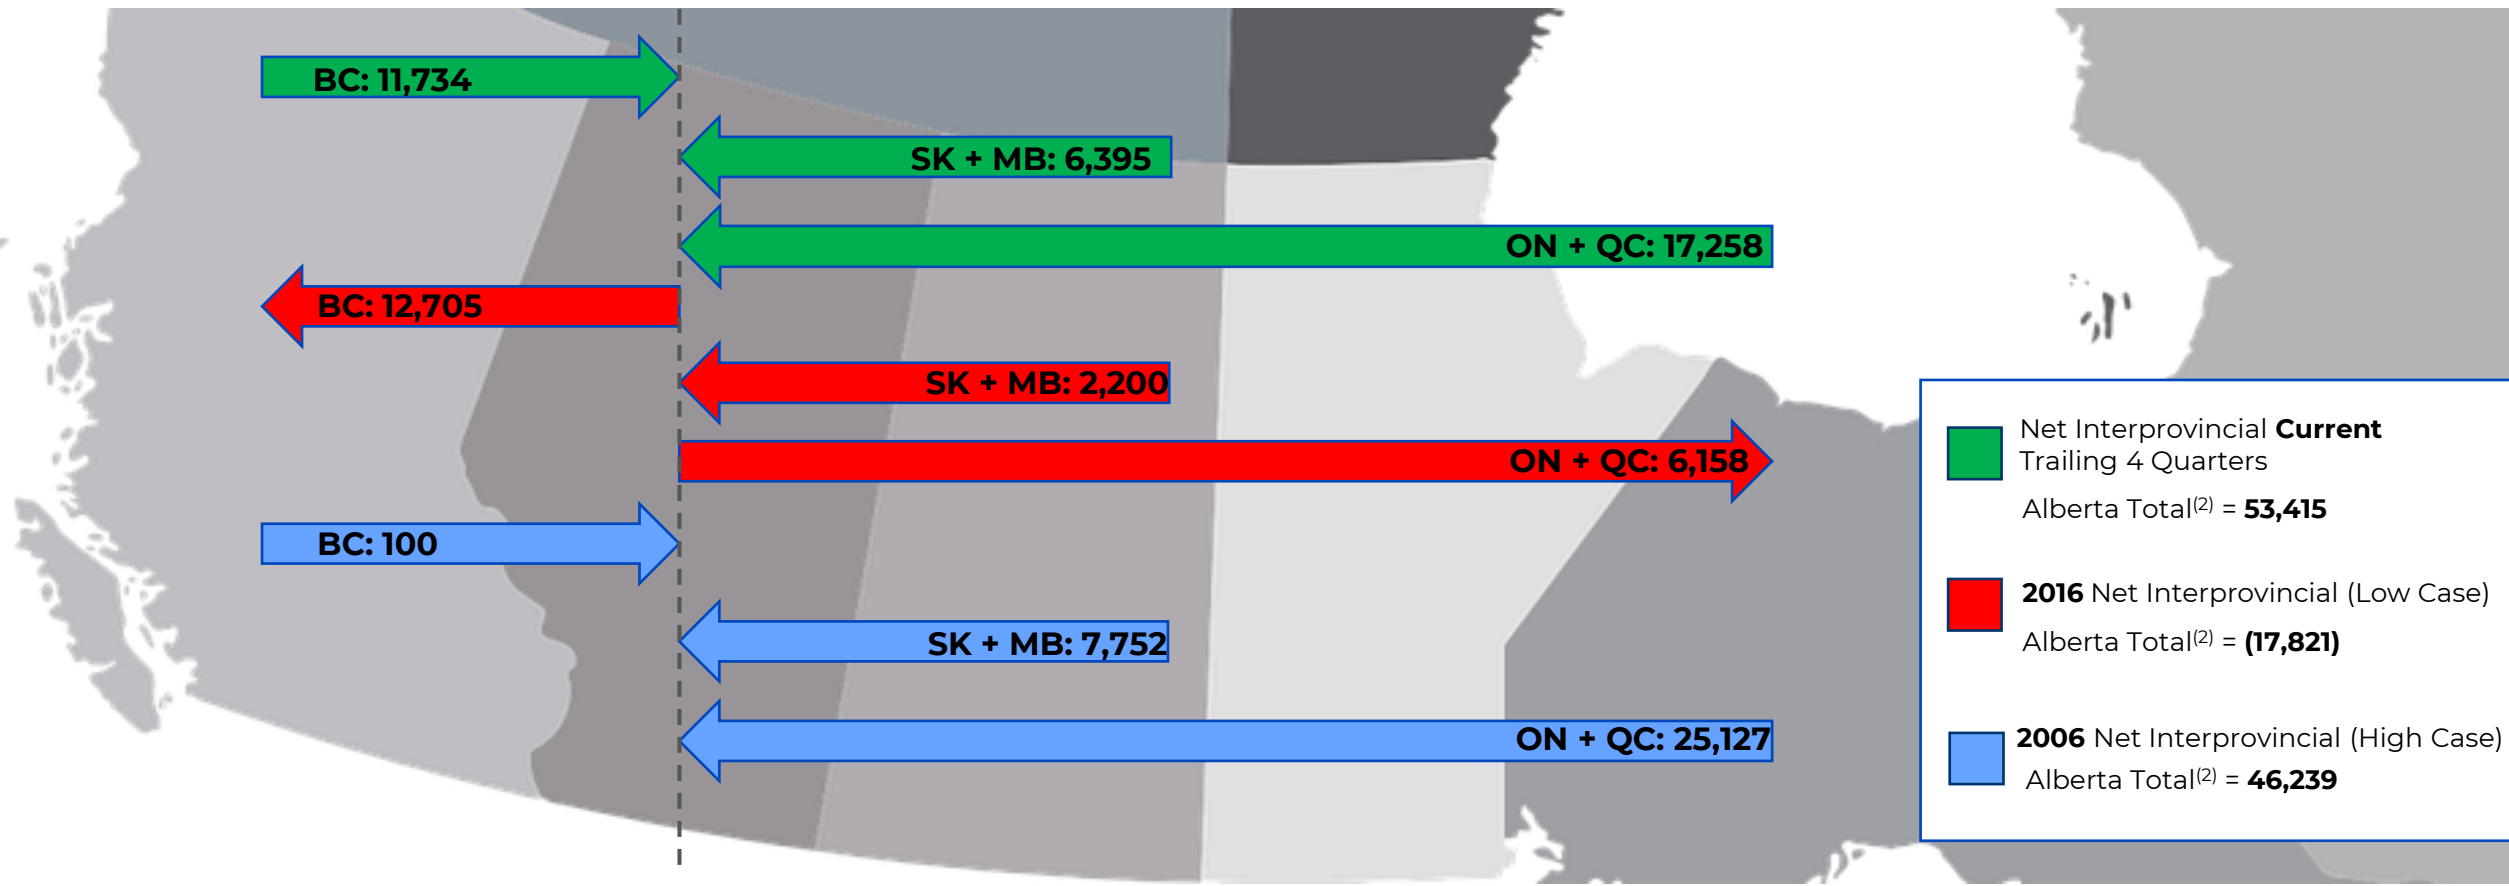 BC: 11,734
SK + MB: 6,395
ON + QC: 17,258
BC: 12,705
SK + MB: 2,200
ON + QC: 6,158
BC: 100
SK + MB: 7,752
ON + QC: 25,127
Net Interprovincial Current
Trailing 4 Quarters
Alberta Total(2) = 53,415
2016 Net Interprovincial (Low Case)
Alberta Total(2) = (17,821)
2006 Net Interprovincial (High Case)
Alberta Total(2) = 46,239